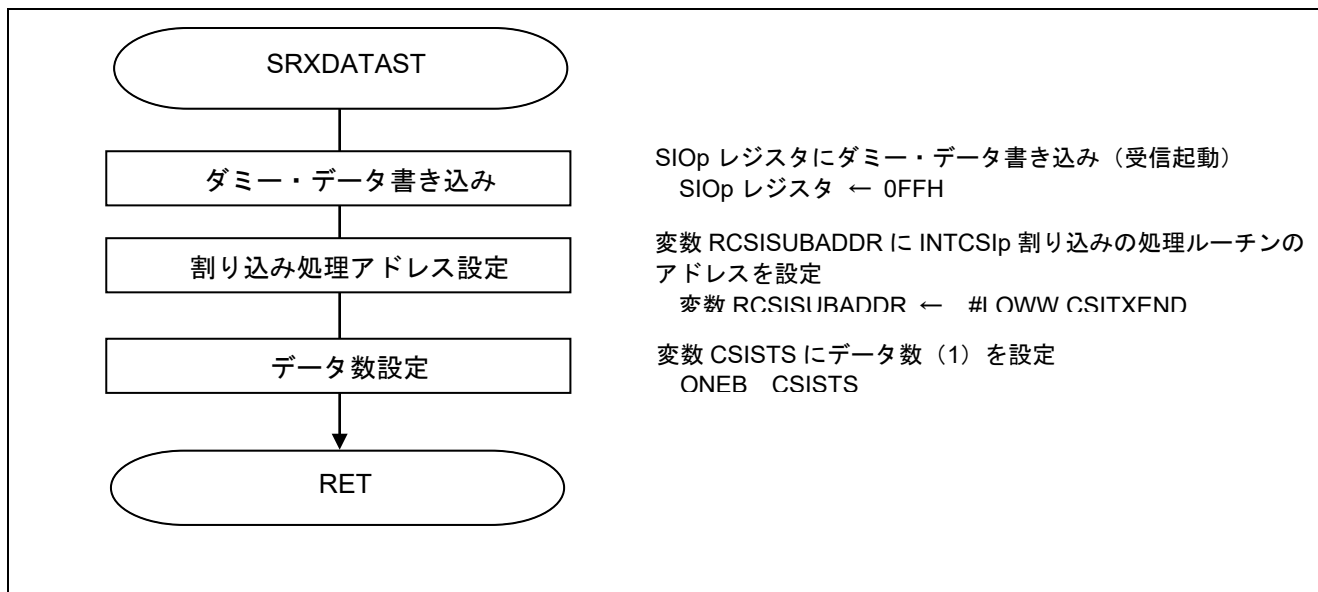 SRXDATAST
ダミー・データ書き込み
SIOp レジスタにダミー・データ書き込み（受信起動）
SIOp レジスタ ← 0FFH
割り込み処理アドレス設定
変数 RCSISUBADDR に INTCSIp 割り込みの処理ルーチンの
アドレスを設定
変数 RCSISUBADDR ← #LOWW CSITXEND
データ数設定
変数 CSISTS にデータ数（1）を設定
ONEB CSISTS
RET